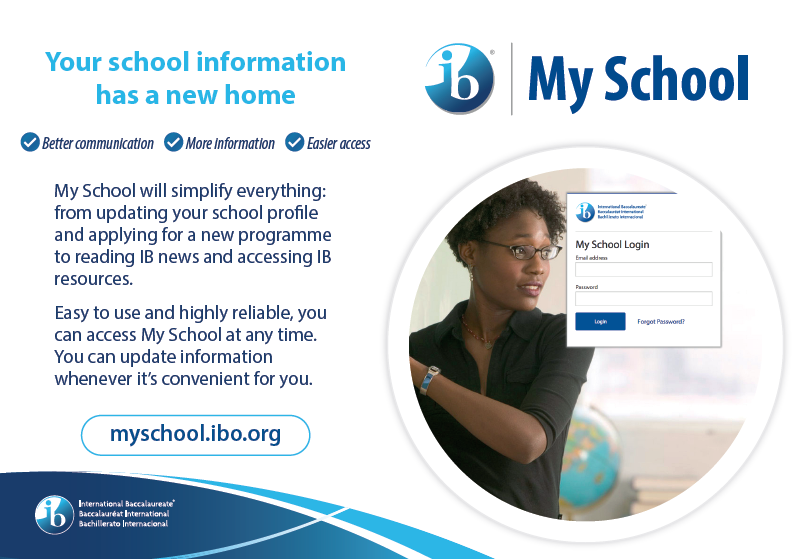 Your school information
has a new home
Better communication
More information
Easier access
My School will simplify everything:
from updating your school profile
and applying for a new programme
to reading IB news and accessing IB
resources.
Easy to use and highly reliable, you
can access My School at any time.
You can update information
whenever it's convenient for you.
myschool.ibo.org
ib
International Baccalaureate®
Baccalauréat International
Bachillerato Internacional
ib®
My School
ib
International Baccalaureate®
Baccalauréat International
Bachillerato Internacional
My School Login
Email address
Password
Login
Forgot Password?